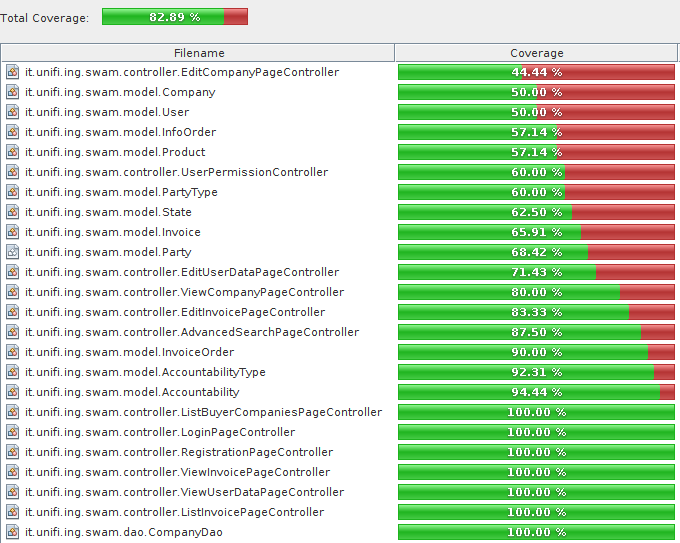 Total Coverage: 82.89 %
Filename Coverage
it.unifi.ing.swam.controller.EditCompanyPageController 44.44 %
it.unifi.ing.swam.model.Company 50.00 %
it.unifi.ing.swam.model.User 50.00 %
it.unifi.ing.swam.model.InfoOrder 57.14 %
it.unifi.ing.swam.model.Product 57.14 %
it.unifi.ing.swam.controller.UserPermissionController 60.00 %
it.unifi.ing.swam.model.PartyType 60.00 %
it.unifi.ing.swam.model.State 62.50 %
it.unifi.ing.swam.model.Invoice 65.91 %
it.unifi.ing.swam.model.Party 68.42 %
it.unifi.ing.swam.controller.EditUserDataPageController 71.43 %
it.unifi.ing.swam.controller.ViewCompanyPageController 80.00 %
it.unifi.ing.swam.controller.EditInvoicePageController 83.33 %
it.unifi.ing.swam.controller.AdvancedSearchPageController 87.50 %
it.unifi.ing.swam.model.InvoiceOrder 90.00 %
it.unifi.ing.swam.model.AccountabilityType 92.31 %
it.unifi.ing.swam.model.Accountability 94.44 %
it.unifi.ing.swam.controller.ListBuyerCompaniesPageController 100.00 %
it.unifi.ing.swam.controller.LoginPageController 100.00 %
it.unifi.ing.swam.controller.RegistrationPageController 100.00 %
it.unifi.ing.swam.controller.ViewInvoicePageController 100.00 %
it.unifi.ing.swam.controller.ViewUserDataPageController 100.00 %
it.unifi.ing.swam.controller.ListInvoicePageController 100.00 %
it.unifi.ing.swam.dao.CompanyDao 100.00 %